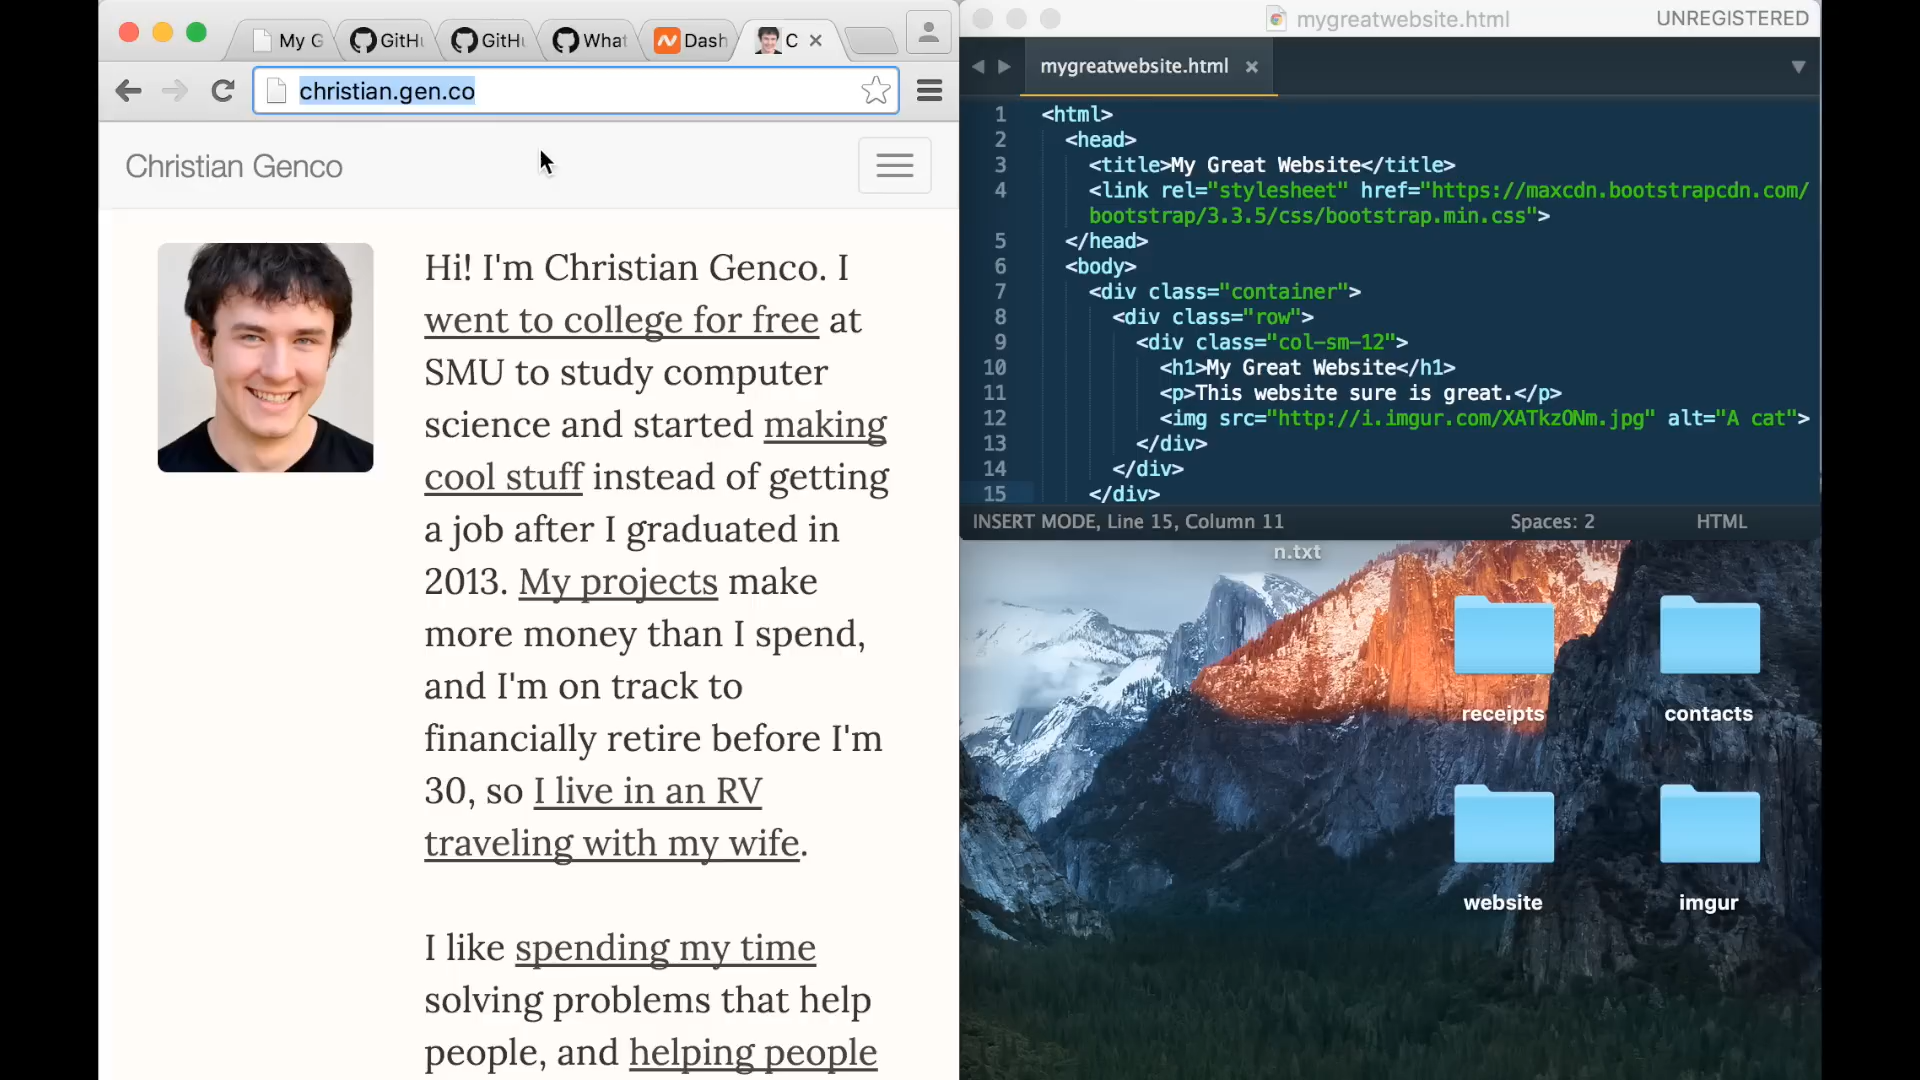 My G
GitHu
GitHu
What
Dash
C
christian.gen.co
Christian Genco
Hi! I'm Christian Genco. I
went to college for free at
SMU to study computer
science and started making
cool stuff instead of getting
a job after I graduated in
2013. My projects make
more money than I spend,
and I'm on track to
financially retire before I'm
30, so I live in an RV
traveling with my wife.
I like spending my time
solving problems that help
people, and helping people
mygreatwebsite.html
UNREGISTERED
mygreatwebsite.html
1 <html>
2 <head>
3 <title>My Great Website</title>
4 <link rel="stylesheet" href="https://maxcdn.bootstrapcdn.com/
bootstrap/3.3.5/css/bootstrap.min.css">
5 </head>
6 <body>
7 <div class="container">
8 <div class="row">
9 <div class="col-sm-12">
10 <h1>My Great Website</h1>
11 <p>This website sure is great.</p>
12 <img src="http://i.imgur.com/XATkzONm.jpg" alt="A cat">
13 </div>
14 </div>
15 </div>
INSERT MODE, Line 15, Column 11
Spaces: 2
HTML
n.txt
receipts
contacts
website
imgur